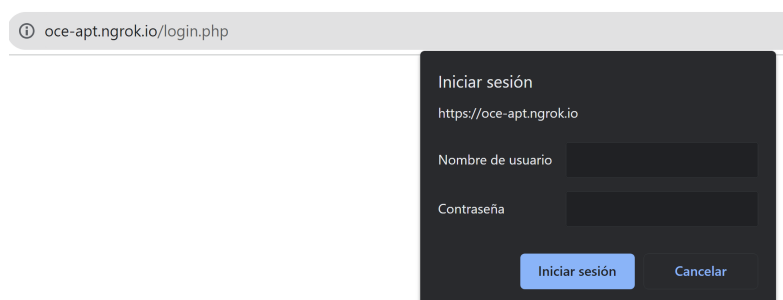 oce-apt.ngrok.io/login.php
Iniciar sesión
https://oce-apt.ngrok.io
Nombre de usuario
Contraseña
Iniciar sesión Cancelar